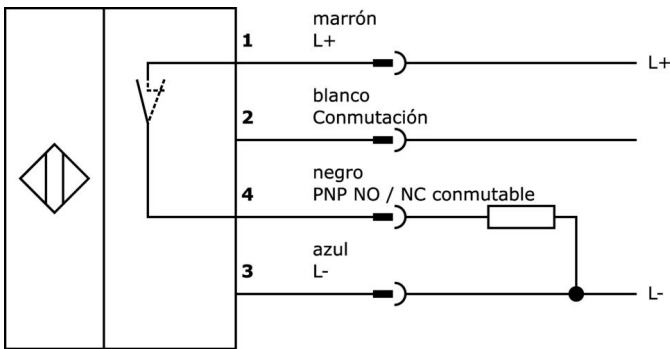 marrón
1 L+ L+
blanco
2 Conmutación
negro
4 PNP NO / NC conmutable
azul
3 L- L-